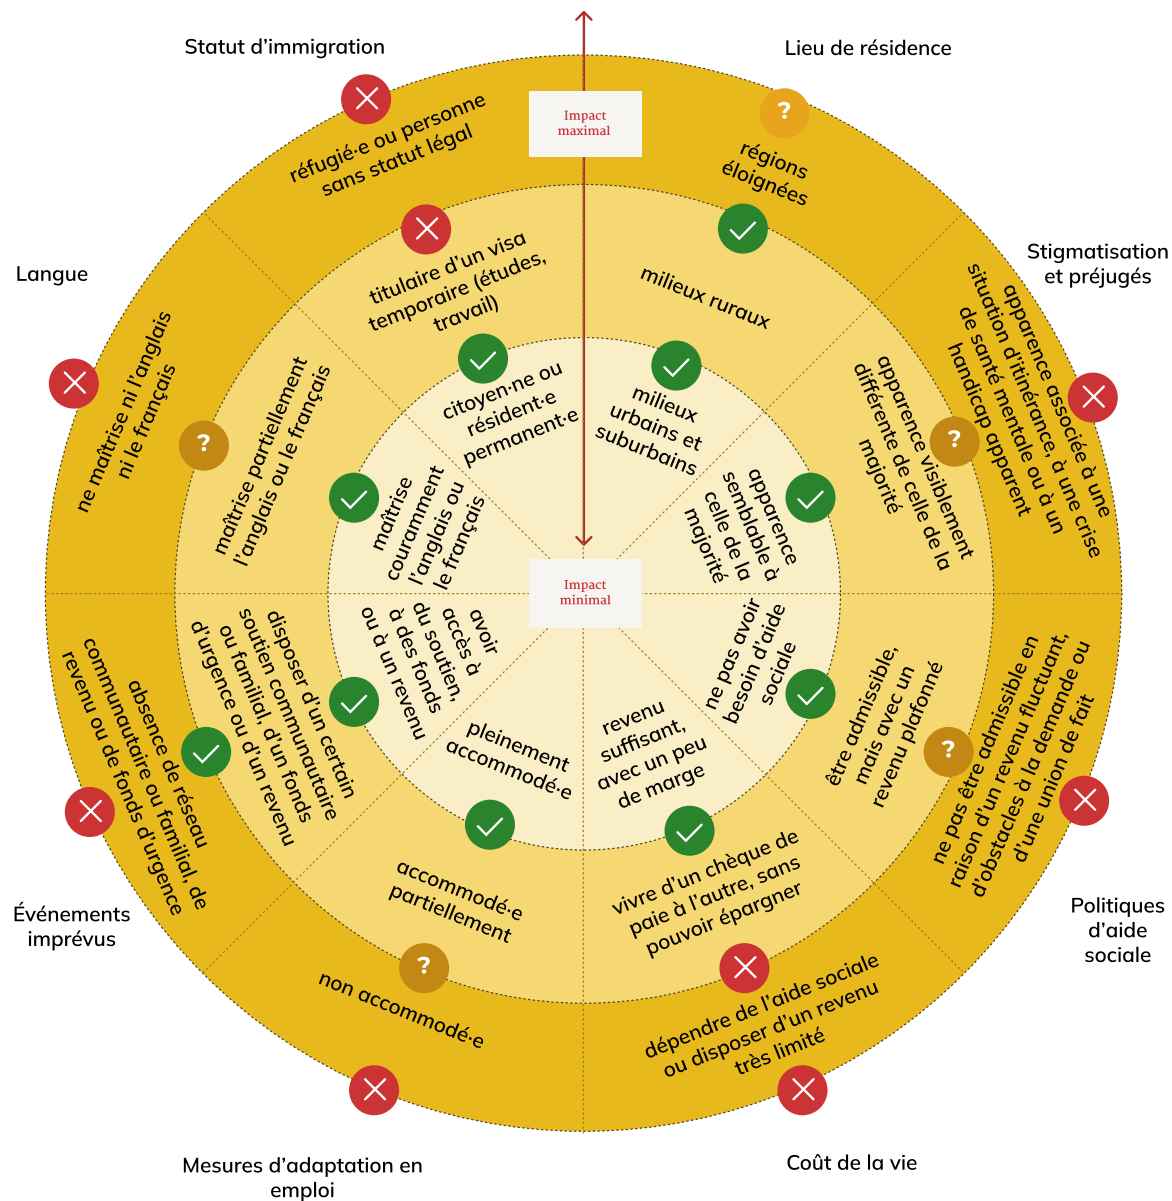 Statut d’immigration
Lieu de résidence
Impact
maximal
réfugié·e ou personne
sans statut légal
?
régions
éloignées
titulaire d’un visa
temporaire (études,
travail)
milieux ruraux
citoyen·ne ou
résident·e
permanent·e
milieux
urbains et
suburbains
Stigmatisation
et préjugés
apparence associée à une
situation d’itinérance, à une crise
de santé mentale ou à un
handicap apparent
?
apparence visiblement
différente de celle de la
majorité
apparence
semblable à
celle de la
majorité
Langue
ne maîtrise ni l’anglais
ni le français
?
maîtrise partiellement
l’anglais ou le français
maîtrise
couramment
l’anglais ou
le français
Impact
minimal
avoir
accès à
du soutien,
à des fonds
ou à un revenu
disposer d’un certain
soutien communautaire
ou familial, d’un fonds
d’urgence ou d’un revenu
absence de réseau
communautaire ou familial, de
revenu ou de fonds d’urgence
Événements
imprévus
ne pas avoir
besoin d’aide
sociale
être admissible,
mais avec un
revenu plafonné
?
ne pas être admissible en
raison d’un revenu fluctuant,
d’obstacles à la demande ou
d’une union de fait
Politiques
d’aide
sociale
pleinement
accommodé·e
accommodé·e
partiellement
?
non accommodé·e
Mesures d’adaptation en
emploi
revenu
suffisant,
avec un peu
de marge
vivre d’un chèque de
paie à l’autre, sans
pouvoir épargner
dépendre de l’aide sociale
ou disposer d’un revenu
très limité
Coût de la vie